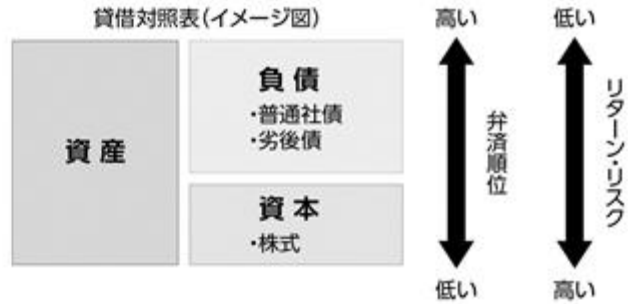 貸借対照表(イメージ図)
高い
低い
資産
負債
・普通社債
・劣後債
資本
・株式
弁済順位
リターン・リスク
低い
高い